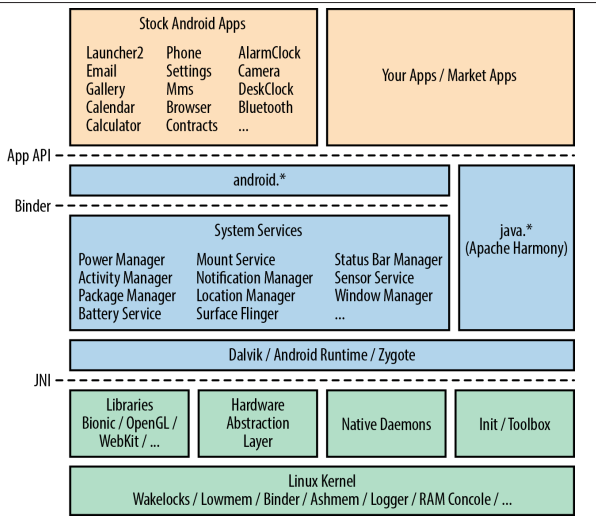 Stock Android Apps
Launcher2 Phone AlarmClock
Email Settings Camera
Gallery Mms DeskClock
Calendar Browser Bluetooth
Calculator Contracts ...
Your Apps / Market Apps
App API
android.*
Binder
System Services
Power Manager Mount Service Status Bar Manager
Activity Manager Notification Manager Sensor Service
Package Manager Location Manager Window Manager
Battery Service Surface Flinger ...
java.*
(Apache Harmony)
Dalvik / Android Runtime / Zygote
JNI
Libraries
Bionic / OpenGL /
WebKit / ...
Hardware
Abstraction
Layer
Native Daemons
Init / Toolbox
Linux Kernel
Wakelocks / Lowmem / Binder / Ashmem / Logger / RAM Concole / ...